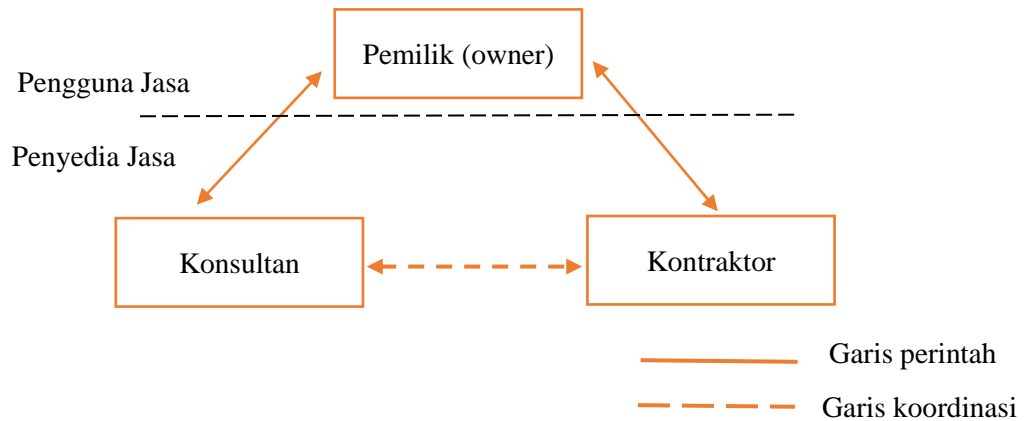 Pemilik (owner)
Pengguna Jasa
Penyedia Jasa
Konsultan
Kontraktor
Garis perintah
Garis koordinasi